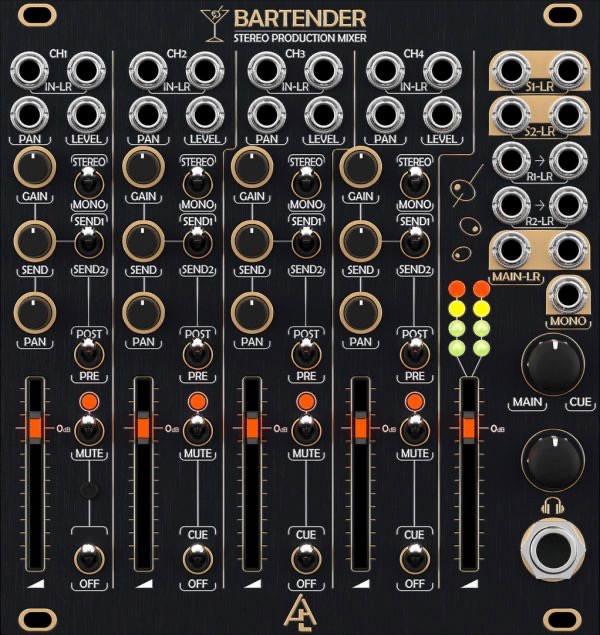 BARTENDER
STEREO PRODUCTION MIXER
CH1 CH2 CH3 CH4
IN-LR IN-LR IN-LR IN-LR S1-LR
PAN LEVEL PAN LEVEL PAN LEVEL PAN LEVEL S2-LR
STEREO STEREO STEREO STEREO R1-LR
GAIN MONO GAIN MONO GAIN MONO GAIN MONO
SEND1 SEND1 SEND1 SEND1 R2-LR
SEND SEND2 SEND SEND2 SEND SEND2 SEND SEND2 MAIN-LR
MONO
POST POST POST POST
PAN PAN PAN PAN
PRE PRE PRE PRE
MAIN CUE
0dB 0dB 0dB 0dB 0dB
MUTE MUTE MUTE MUTE
CUE CUE CUE
OFF OFF OFF OFF